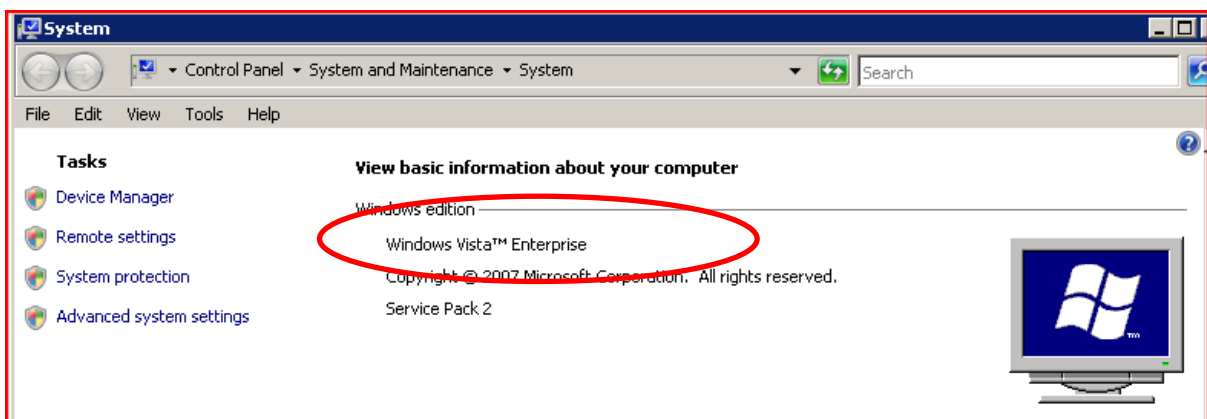 System
Control Panel System and Maintenance System Search
File Edit View Tools Help
Tasks
Device Manager
Remote settings
System protection
Advanced system settings
View basic information about your computer
Windows edition
Windows Vista™ Enterprise
Copyright © 2007 Microsoft Corporation. All rights reserved.
Service Pack 2